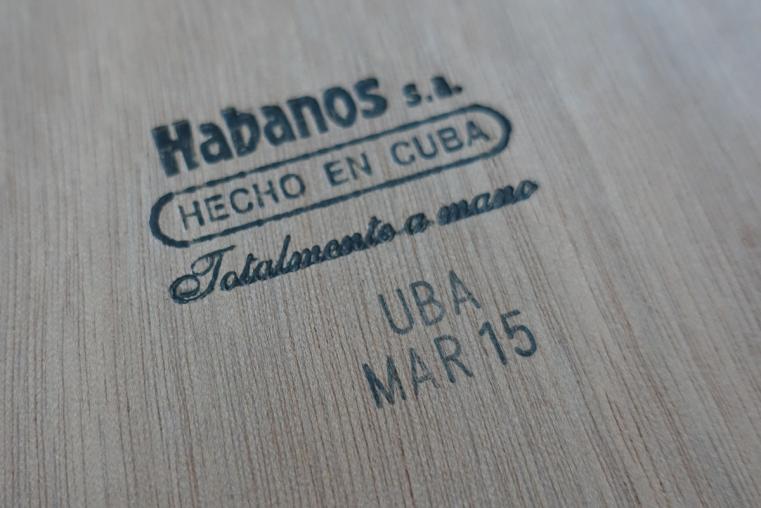 Habanos s.a.
HECHO EN CUBA
Totalmente a mano
UBA
MAR 15